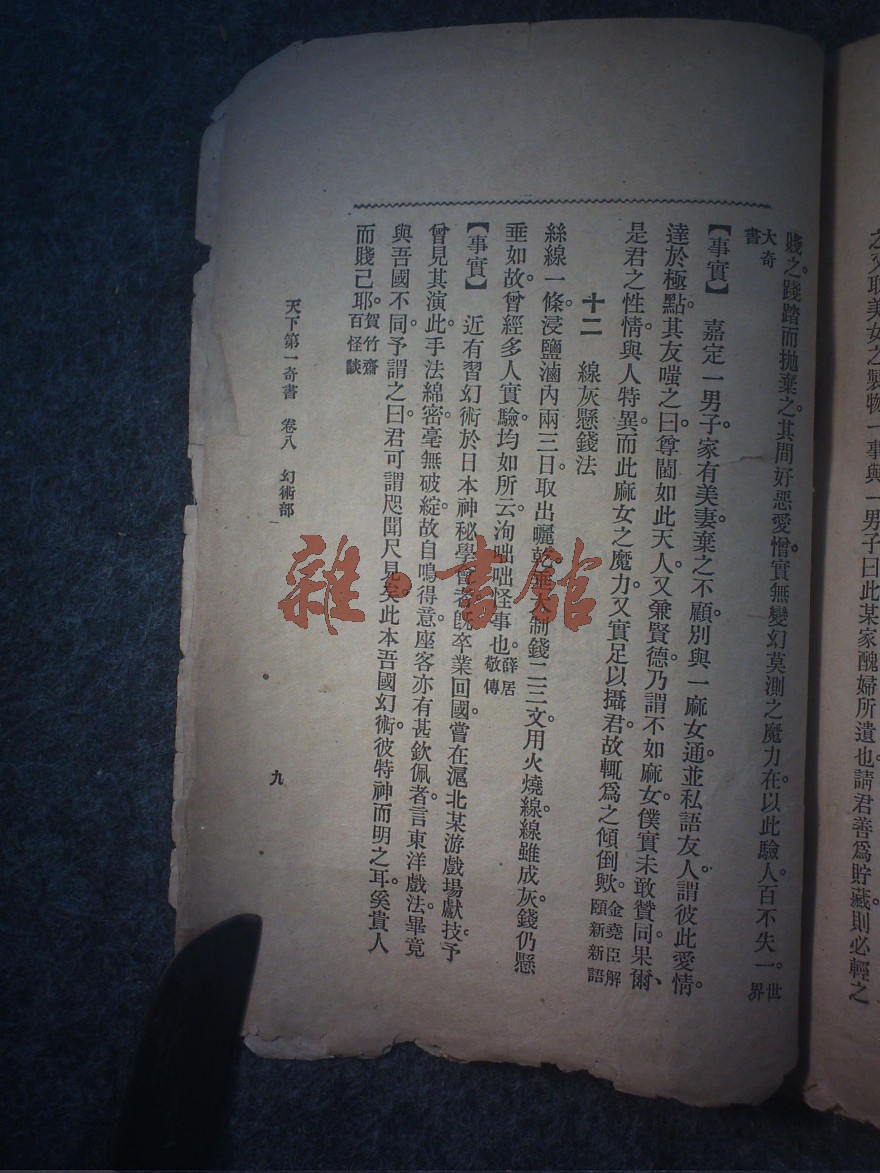 之又取美女之製物一事與一男子曰此某家醜婦所遺也請君善爲貯藏則必輕之
賤之踐踏而拋棄之其間好惡愛憎實無變幻莫測之魔力在以此驗人百不失一。世界
大奇書
【事實】 嘉定一男子家有美妻棄之不顧別與一麻女通並私語友人謂彼此愛情。
達於極點其友嗤之曰尊閫如此天人又兼賢德乃謂不如麻女僕實未敢贊同果爾、
是君之性情與人特異而此麻女之魔力又實足以攝君故輒爲之傾倒歟。金堯臣解頤新新語
十二 線灰懸錢法
絲線一條浸鹽滷內兩三日取出曬乾垂大制錢二三文用火燒線線雖成灰錢仍懸
垂如故曾經多人實驗均如所云洵咄咄怪事也。薛居敬傳
【事實】 近有習幻術於日本神秘學會者既卒業回國嘗在滬北某游戲場獻技予
曾見其演此手法綿密毫無破綻故自鳴得意座客亦有甚欽佩者言東洋戲法畢竟
與吾國不同予謂之曰君可謂咫聞尺見矣此本吾國幻術彼特神而明之耳奚貴人
而賤己耶。賀竹齋百怪談
天下第一奇書 卷八 幻術部
九
雜·書館